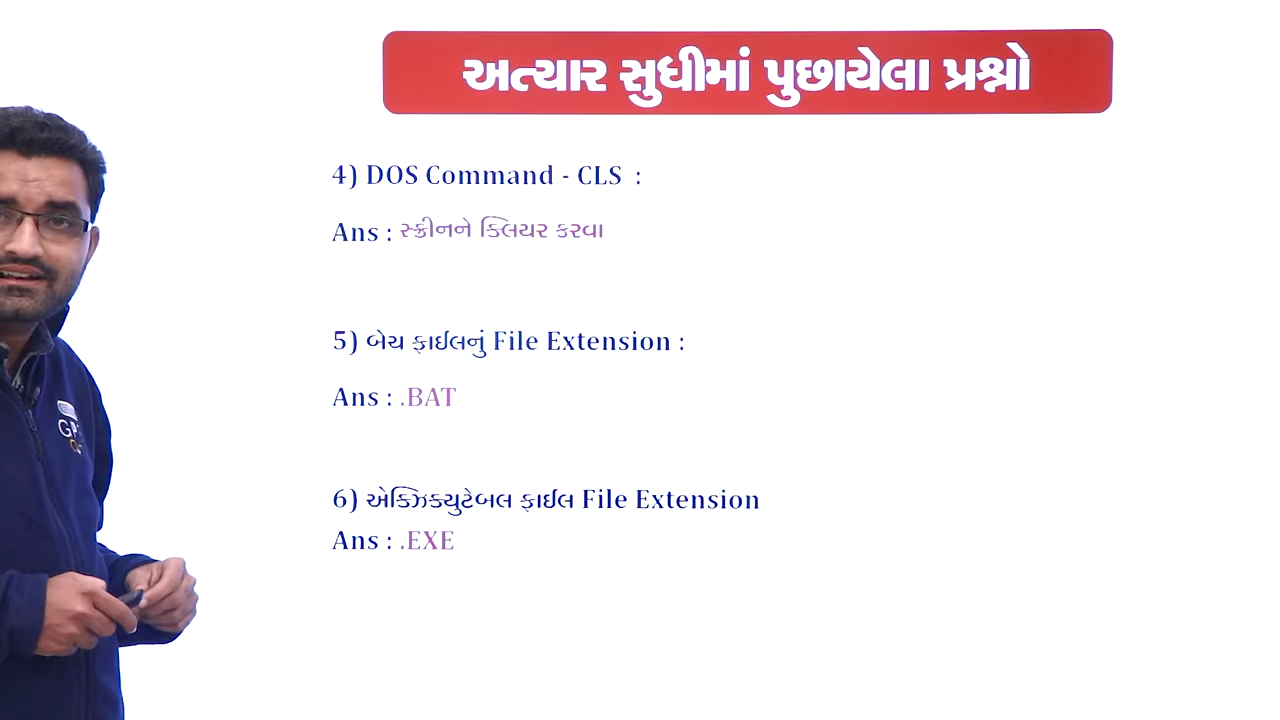 અત્યાર સુધીમાં પુછાયેલા પ્રશ્નો
4) DOS Command - CLS :
Ans : સ્ક્રીનને ક્લિયર કરવા
5) બેચ ફાઈલનું File Extension :
Ans : .BAT
6) એક્ઝિક્યુટેબલ ફાઈલ File Extension
Ans : .EXE